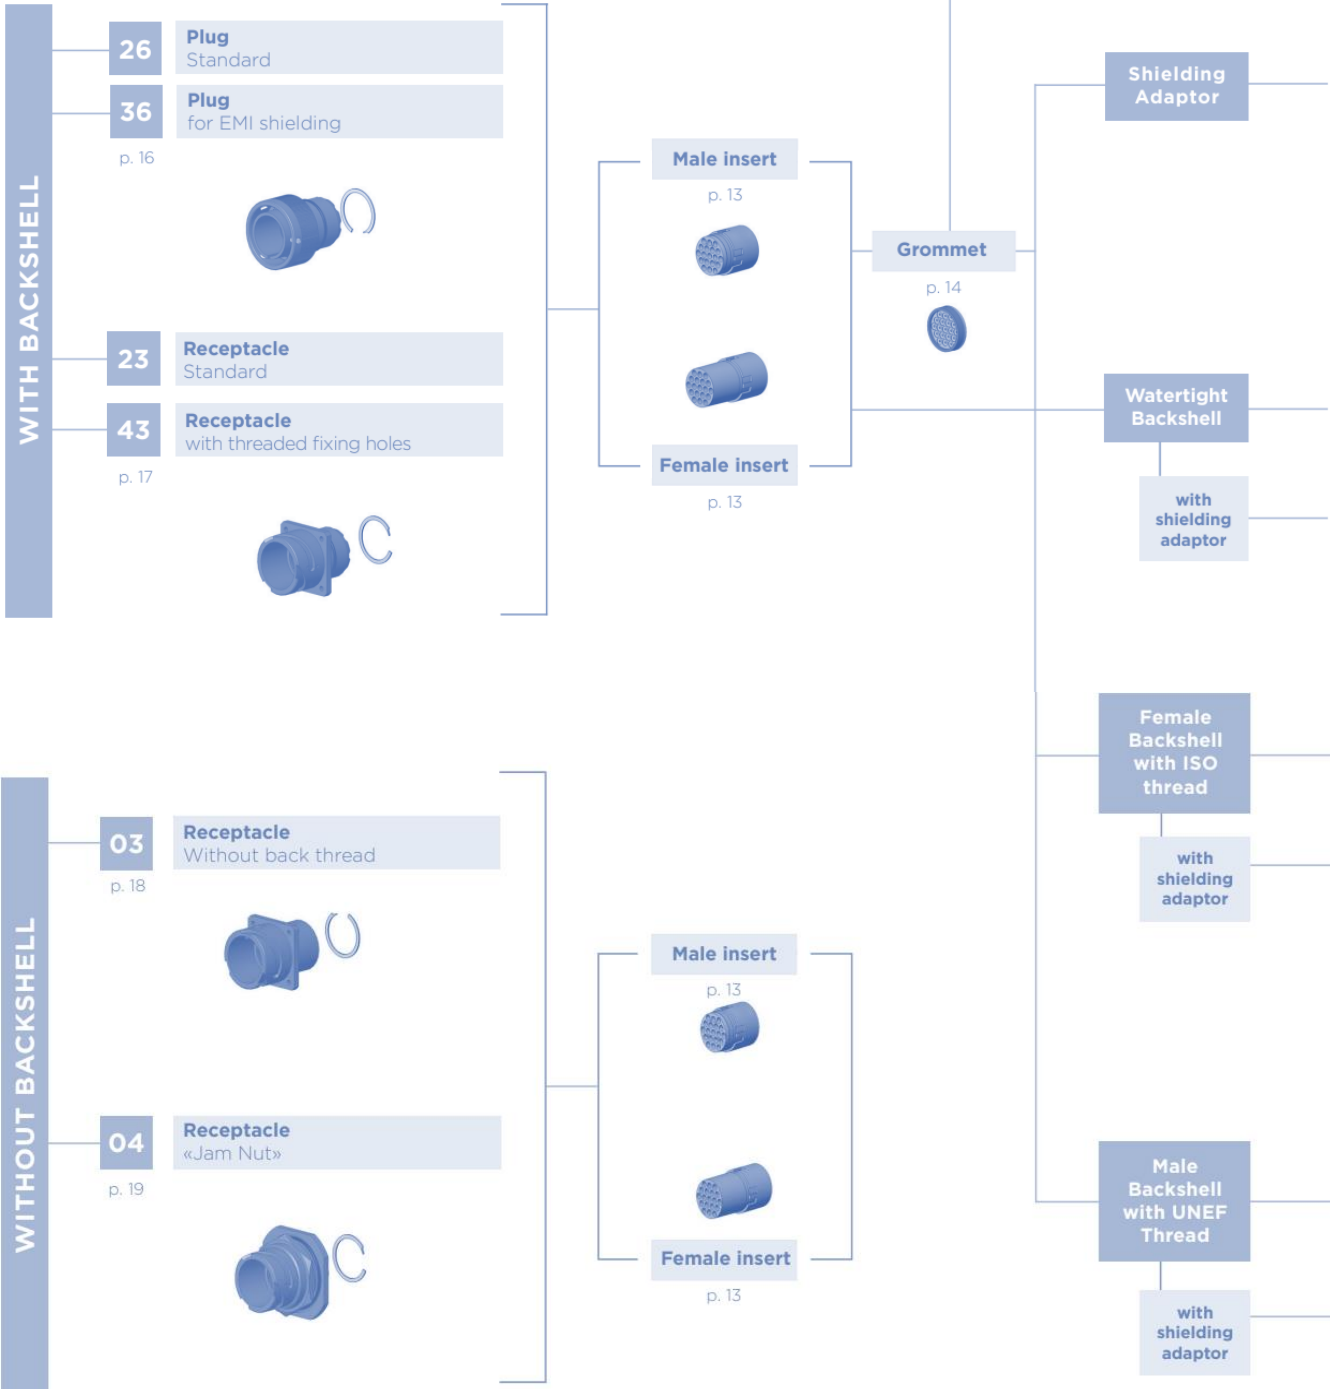 WITH BACKSHELL
26
Plug
Standard
36
Plug
for EMI shielding
p. 16
23
Receptacle
Standard
43
Receptacle
with threaded fixing holes
p. 17
Male insert
p. 13
Female insert
p. 13
Grommet
p. 14
Shielding
Adaptor
Watertight
Backshell
with
shielding
adaptor
Female
Backshell
with ISO
thread
with
shielding
adaptor
Male
Backshell
with UNEF
Thread
with
shielding
adaptor
WITHOUT BACKSHELL
03
Receptacle
Without back thread
p. 18
04
Receptacle
«Jam Nut»
p. 19
Male insert
p. 13
Female insert
p. 13